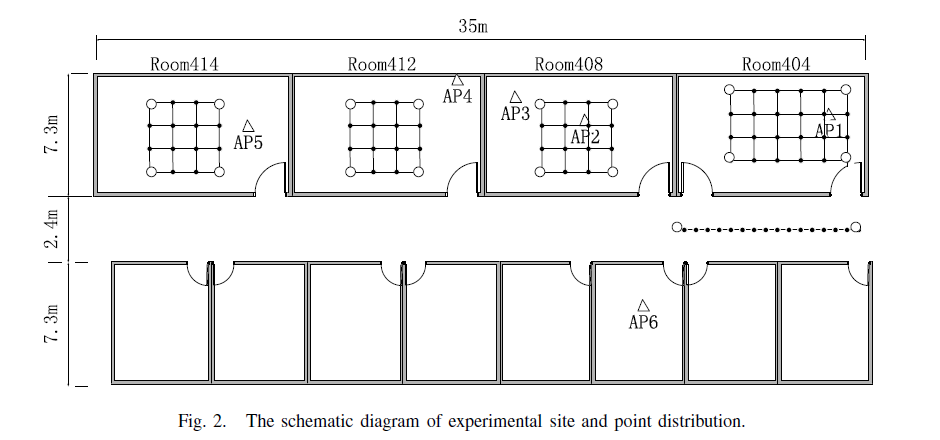 35m
Room414
Room412
Room408
Room404
7.3m
AP4
AP3
AP1
AP2
AP5
2.4m
7.3m
AP6
Fig. 2. The schematic diagram of experimental site and point distribution.